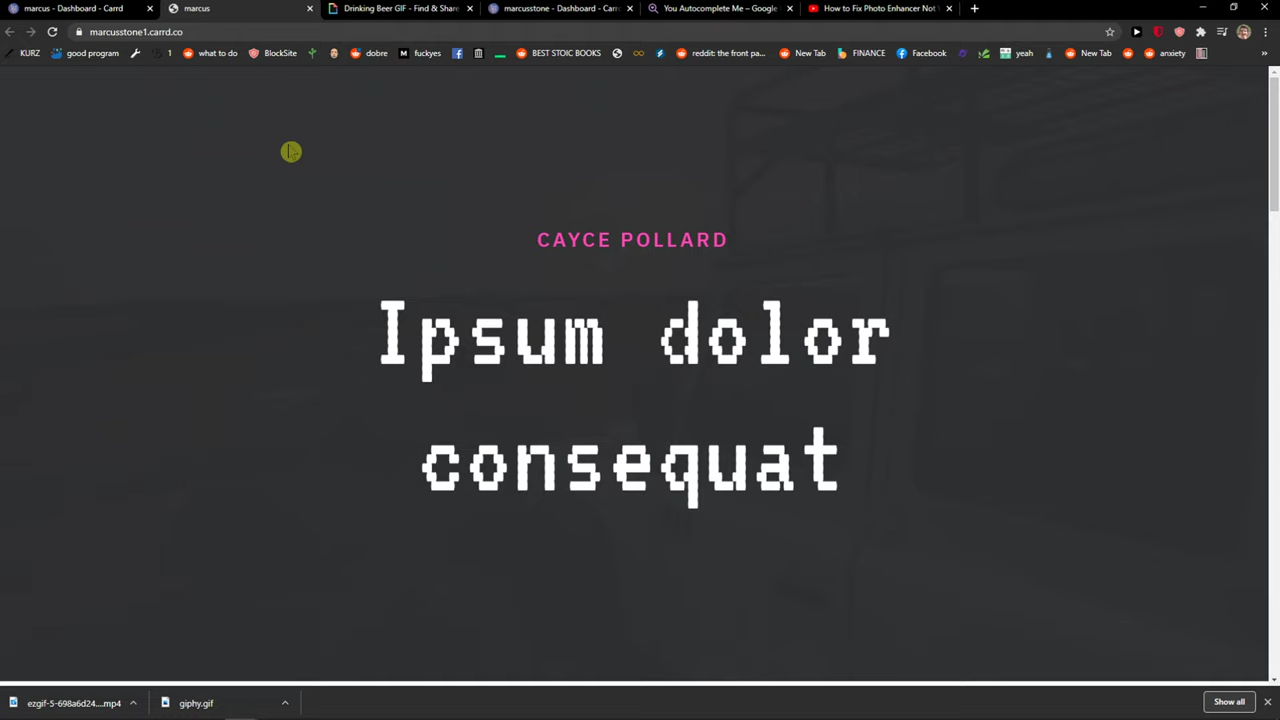 marcus - Dashboard - Carrd
marcus
Drinking Beer GIF - Find & Share
marcusstone - Dashboard - Carrd
You Autocomplete Me – Google
How to Fix Photo Enhancer Not
marcusstone1.carrd.co
KURZ
good program
1
what to do
BlockSite
dobre
M
fuckyes
BEST STOIC BOOKS
reddit: the front pa...
New Tab
FINANCE
Facebook
yeah
New Tab
anxiety
»
CAYCE POLLARD
Ipsum dolor
consequat
ezgif-5-698a6d24....mp4
giphy.gif
Show all